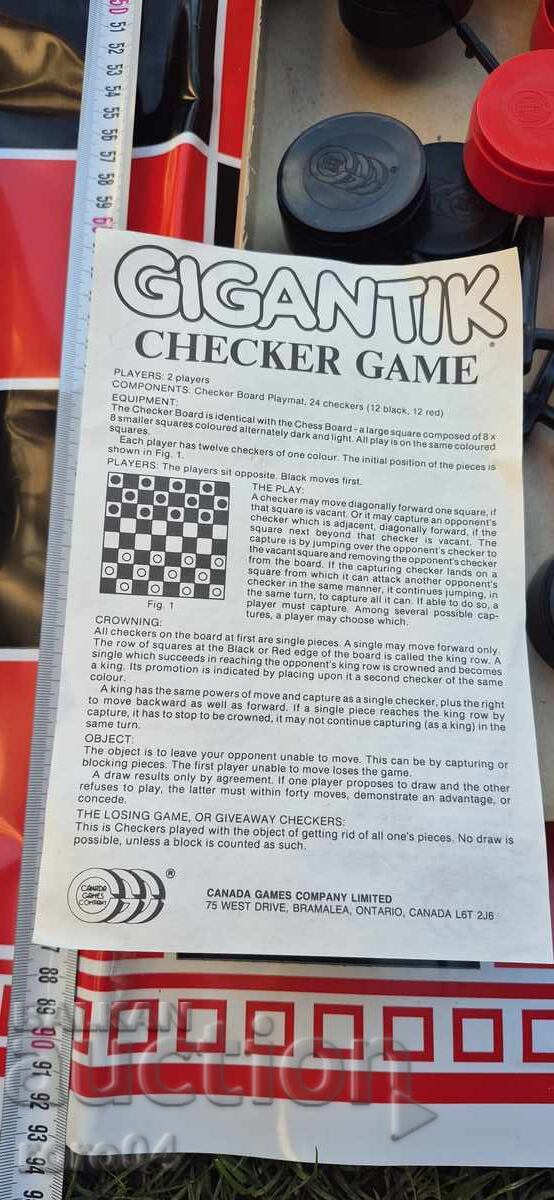 50
51
52
53
54
55
56
57
58
59
GIGANTIK®
CHECKER GAME
PLAYERS: 2 players
COMPONENTS: Checker Board Playmat, 24 checkers (12 black, 12 red)
EQUIPMENT:
The Checker Board is identical with the Chess Board - a large square composed of 8 x
8 smaller squares coloured alternately dark and light. All play is on the same coloured
squares.
Each player has twelve checkers of one colour. The initial position of the pieces is
shown in Fig. 1.
PLAYERS: The players sit opposite. Black moves first.
Fig. 1
THE PLAY:
A checker may move diagonally forward one square, if
that square is vacant. Or it may capture an opponent's
checker which is adjacent, diagonally forward, if the
square next beyond that checker is vacant. The
capture is by jumping over the opponent's checker to
the vacant square and removing the opponent's checker
from the board. If the capturing checker lands on a
square from which it can attack another opponent's
checker in the same manner, it continues jumping, in
the same turn, to capture all it can. If able to do so, a
player must capture. Among several possible cap-
tures, a player may choose which.
CROWNING:
All checkers on the board at first are single pieces. A single may move forward only.
The row of squares at the Black or Red edge of the board is called the king row. A
single which succeeds in reaching the opponent's king row is crowned and becomes
a king. Its promotion is indicated by placing upon it a second checker of the same
colour.
A king has the same powers of move and capture as a single checker, plus the right
to move backward as well as forward. If a single piece reaches the king row by
capture, it has to stop to be crowned, it may not continue capturing (as a king) in the
same turn.
OBJECT:
The object is to leave your opponent unable to move. This can be by capturing or
blocking pieces. The first player unable to move loses the game.
A draw results only by agreement. If one player proposes to draw and the other
refuses to play, the latter must within forty moves, demonstrate an advantage, or
concede.
THE LOSING GAME, OR GIVEAWAY CHECKERS:
This is Checkers played with the object of getting rid of all one's pieces. No draw is
possible, unless a block is counted as such.
CANADA
GAMES
COMPANY
®
CANADA GAMES COMPANY LIMITED
75 WEST DRIVE, BRAMALEA, ONTARIO, CANADA L6T 2J6
88
89
90
91
92
93
94
BALKAN
auction
roro04